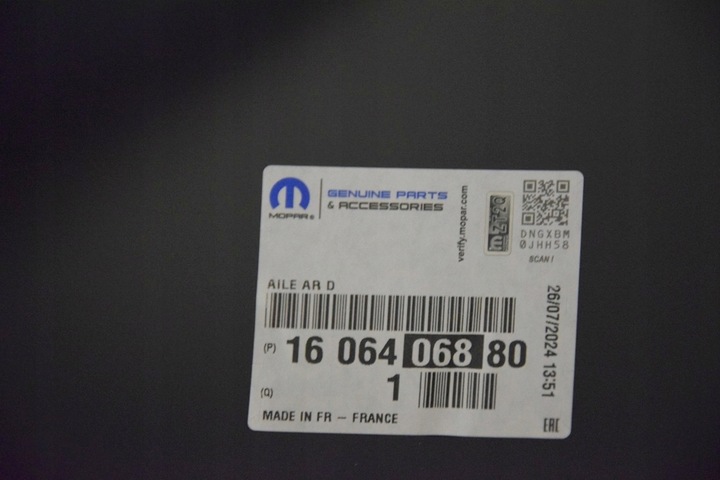 MOPAR®
GENUINE PARTS
& ACCESSORIES
verify.mopar.com
DNGXBM
0JHH58
SCAN!
AILE AR D
26/07/2024 13:51
(P) 16 064 068 80
(Q) 1
MADE IN FR – FRANCE
EAC